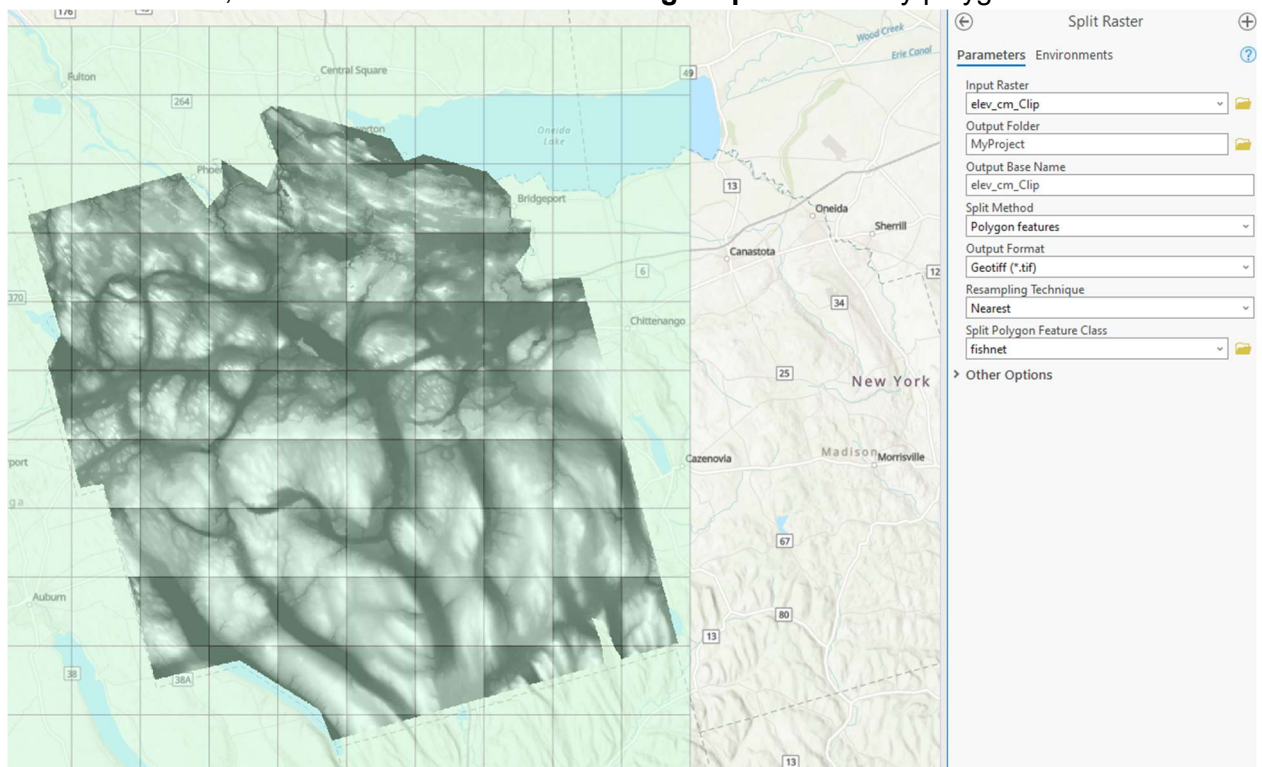 176
49
Wood Creek
Erie Canal
Fulton
Central Square
264
Oneida
Lake
Bridgeport
13
Oneida
Sherrill
Canastota
6
12
370
34
Chittenango
25
New York
Cazenovia
Madison
Morrisville
67
Auburn
80
13
38
38A
13
Split Raster
Parameters Environments
Input Raster
elev_cm_Clip
Output Folder
MyProject
Output Base Name
elev_cm_Clip
Split Method
Polygon features
Output Format
Geotiff (*.tif)
Resampling Technique
Nearest
Split Polygon Feature Class
fishnet
Other Options